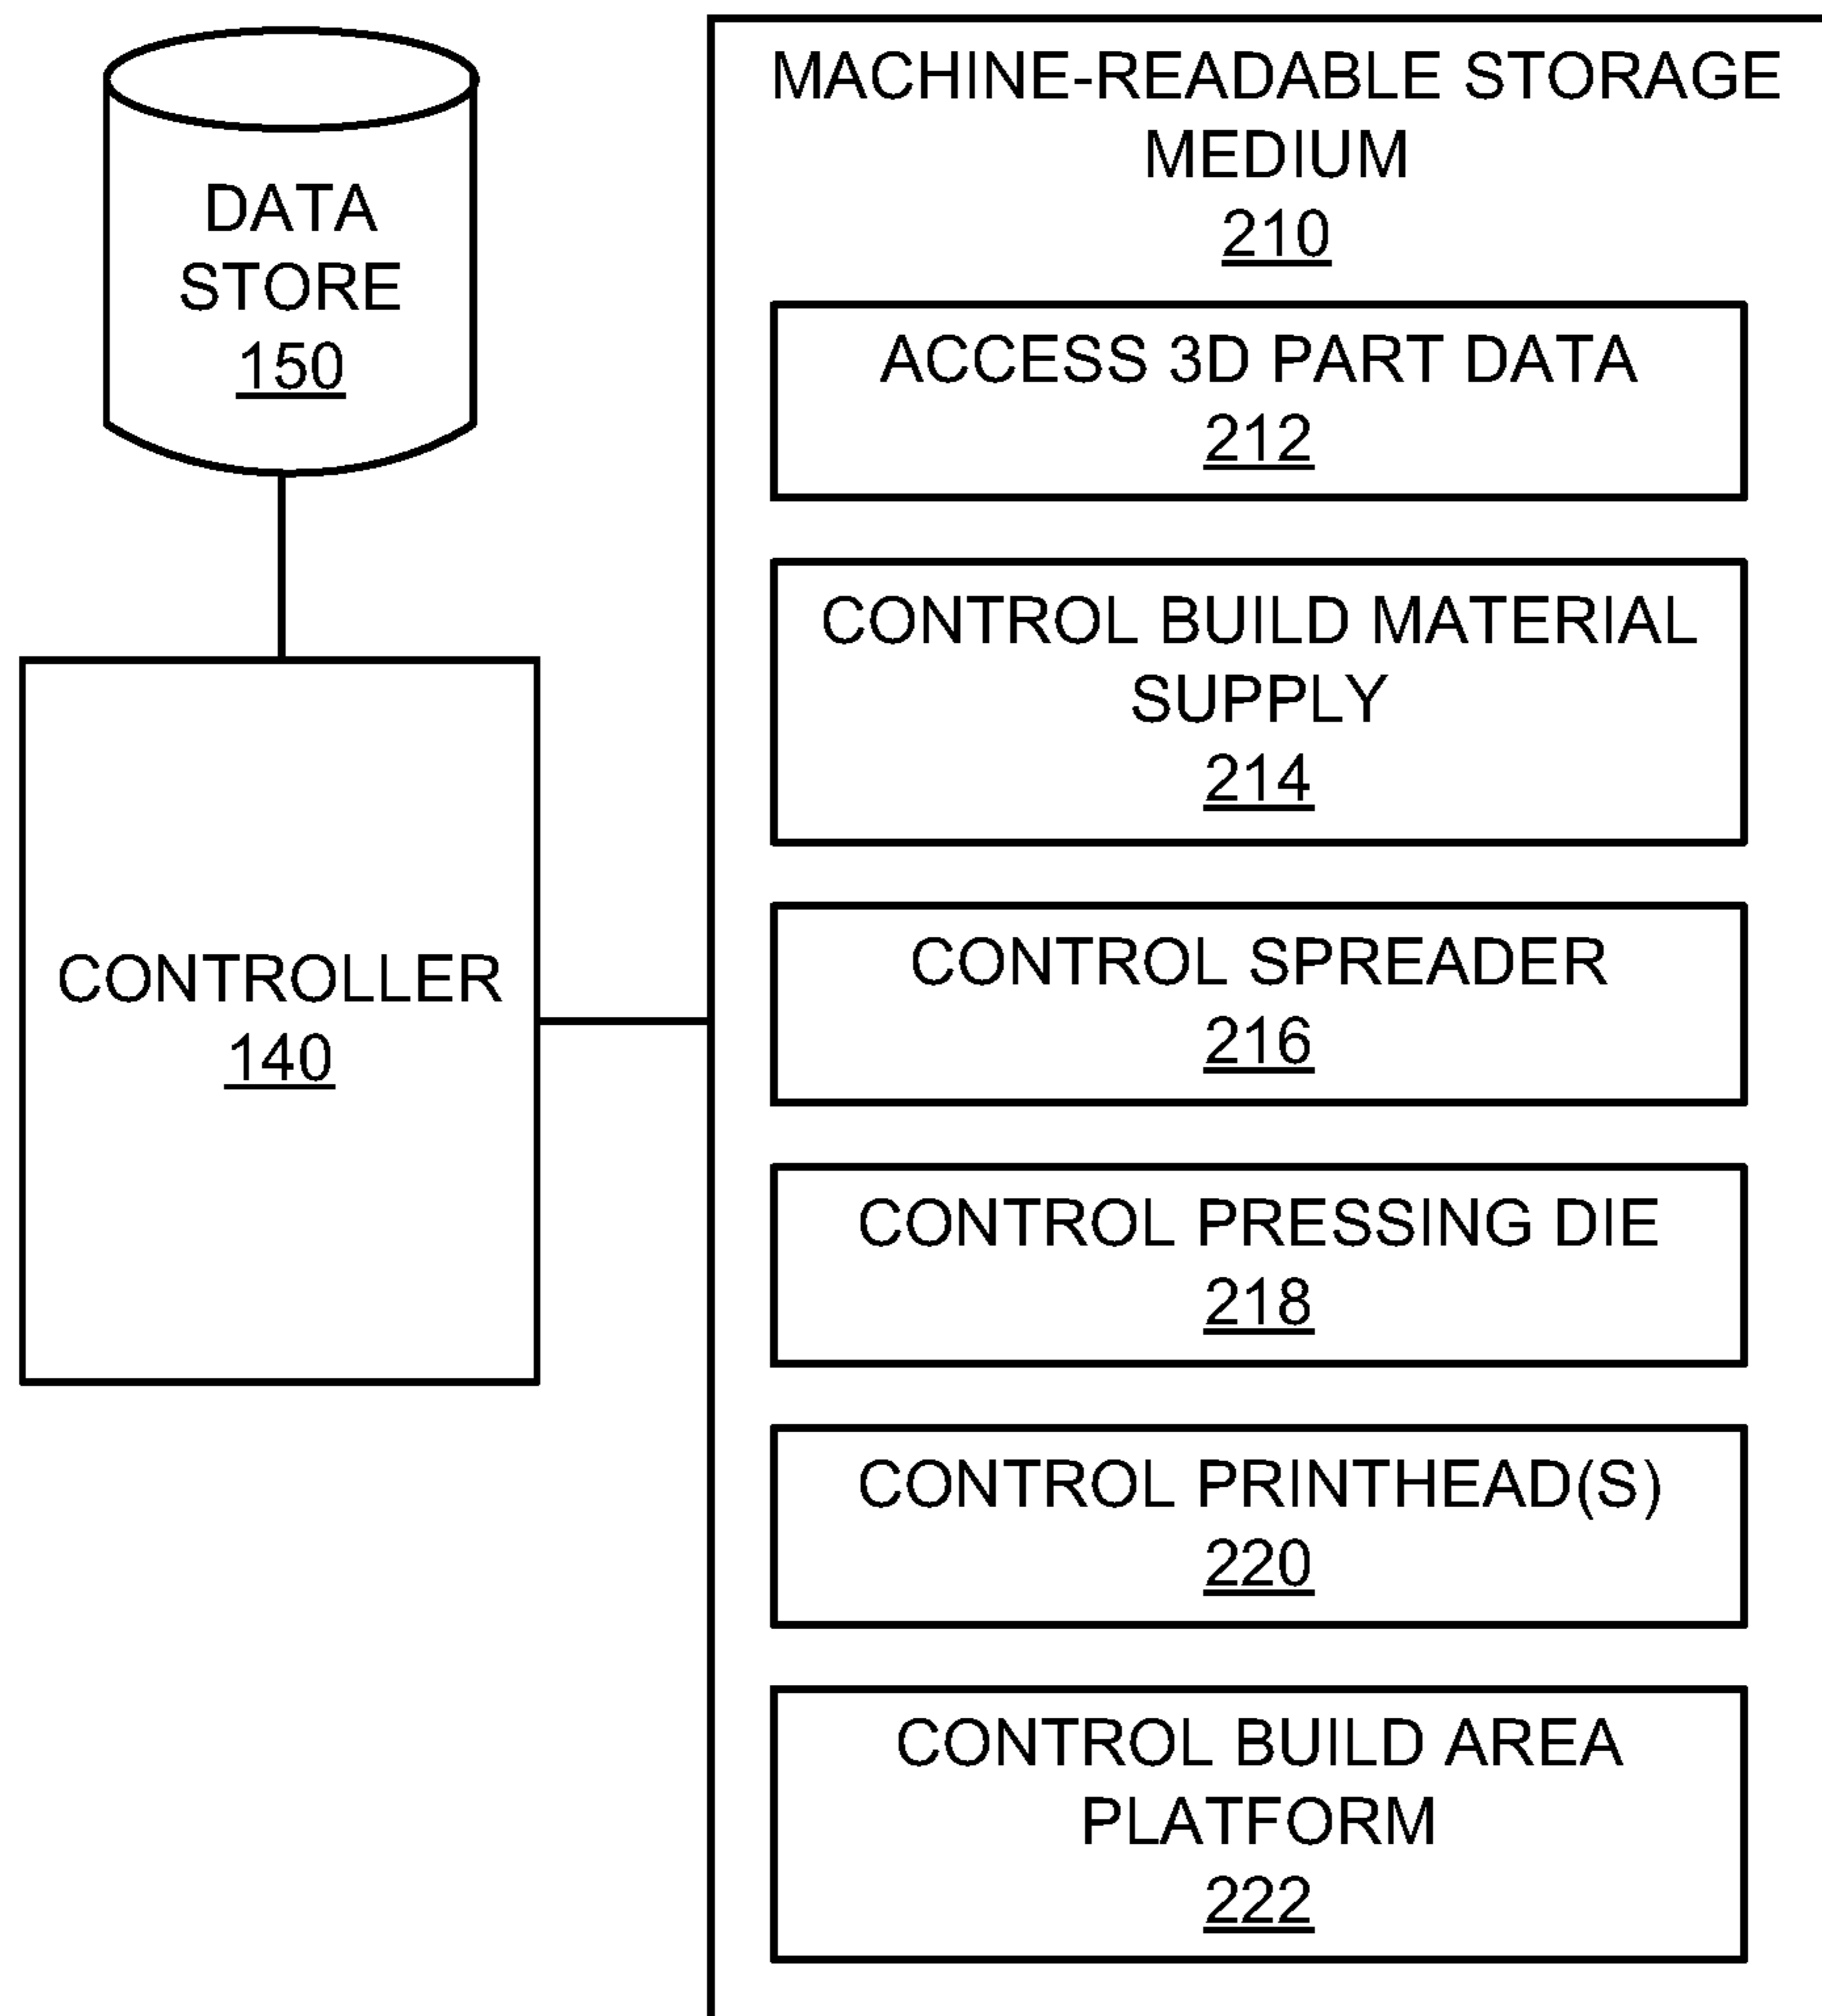 DATA
STORE
150
CONTROLLER
140
MACHINE-READABLE STORAGE
MEDIUM
210
ACCESS 3D PART DATA
212
CONTROL BUILD MATERIAL
SUPPLY
214
CONTROL SPREADER
216
CONTROL PRESSING DIE
218
CONTROL PRINTHEAD(S)
220
CONTROL BUILD AREA
PLATFORM
222